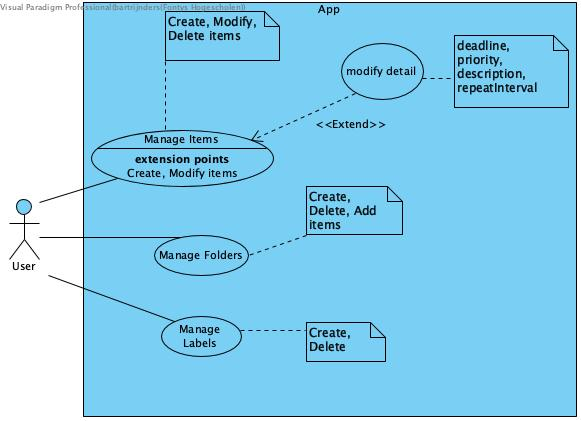 Visual Paradigm Professional(bartrijnders(Fontys Hogescholen))
App
Create, Modify,
Delete items
modify detail
deadline,
priority,
description,
repeatInterval
<<Extend>>
Manage Items
extension points
Create, Modify items
Create,
Delete, Add
items
Manage Folders
User
Manage
Labels
Create,
Delete